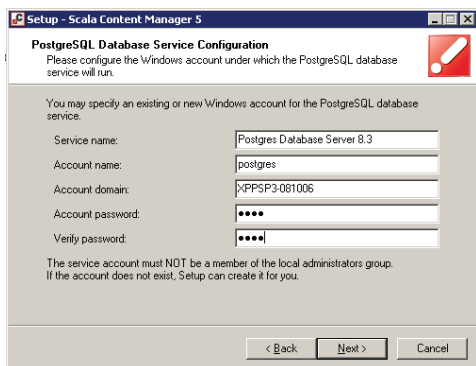 Setup - Scala Content Manager 5
PostgreSQL Database Service Configuration
Please configure the Windows account under which the PostgreSQL database
service will run.
You may specify an existing or new Windows account for the PostgreSQL database
service.
Service name: Postgres Database Server 8.3
Account name: postgres
Account domain: XPPSP3-081006
Account password: ●●●●
Verify password: ●●●●
The service account must NOT be a member of the local administrators group.
If the account does not exist, Setup can create it for you.
< Back Next > Cancel